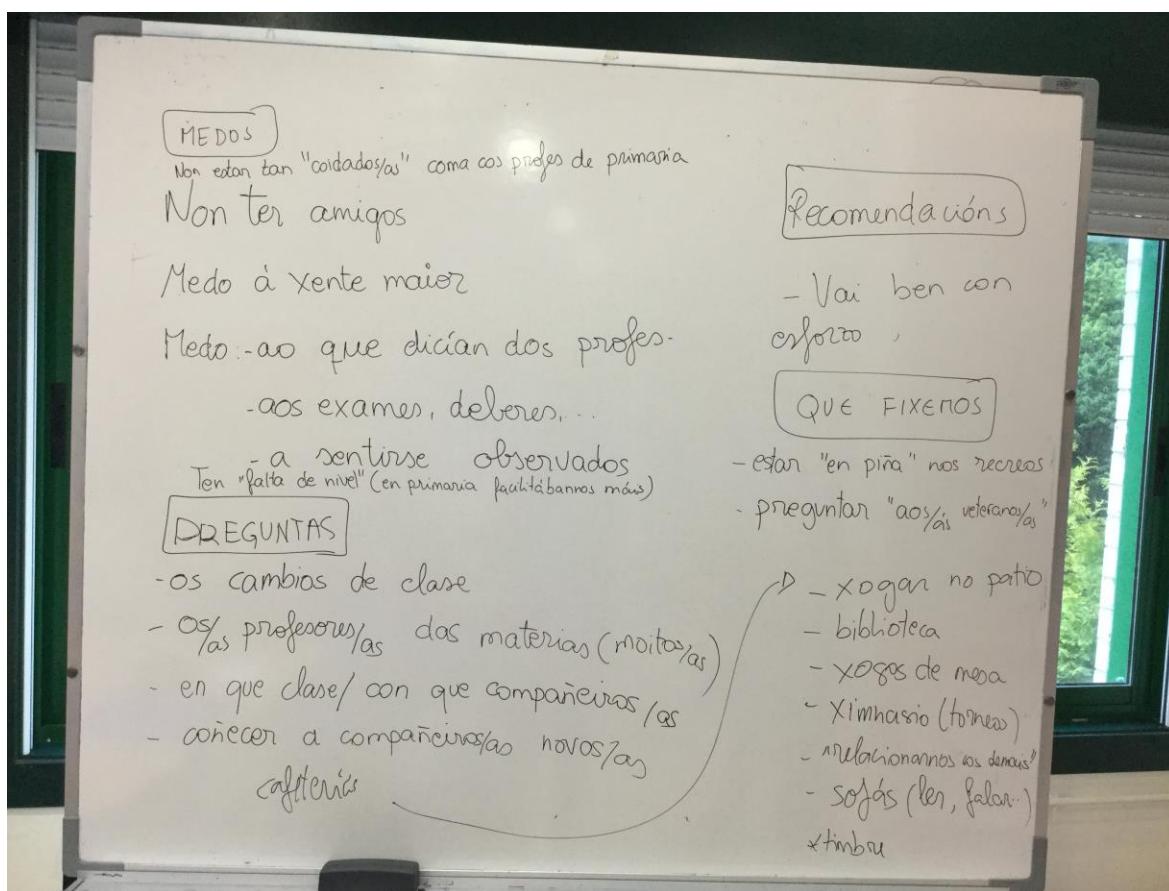 MEDOS
Non estan tan "coidados/as" coma cos profes de primaria
Non ter amigos
Medo á xente maior
Medo:-ao que dicían dos profes.
-aos exames, deberes,...
-a sentirse observados
Ten "falta de nivel" (en primaria facilitábannos máis)
PREGUNTAS
-os cambios de clase
- os/as profesores/as das materias (moitos/as)
- en que clase/ con que compañeiros/as
- coñecer a compañeiros/as novos/as
cafetería
Recomendacións
- Vai ben con
esforzo
QUE FIXEMOS
- estar "en piña" nos recreos
- preguntar "aos/ás veteranos/as"
- xogar no patio
- biblioteca
- xogos de mesa
- Ximnasio (torneo)
- "relacionarnos cos demais"
- sofás (ler, falar..)
*timbre